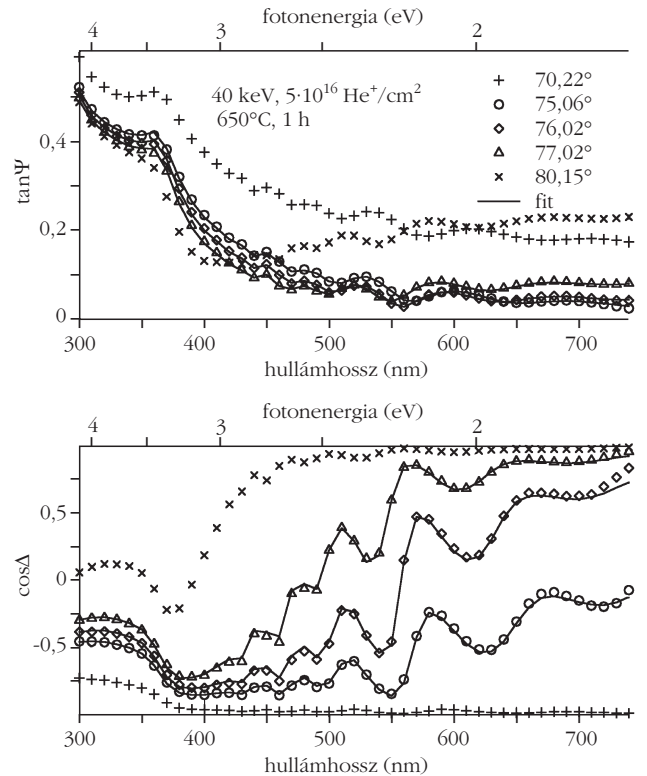 fotonenergia (eV)
4 3 2
40 keV, 5·10¹⁶ He⁺/cm²
650°C, 1 h
70,22°
75,06°
76,02°
77,02°
80,15°
fit
tanΨ
0,4
0,2
0
300 400 500 600 700
hullámhossz (nm)
fotonenergia (eV)
4 3 2
cosΔ
0,5
0
-0,5
300 400 500 600 700
hullámhossz (nm)